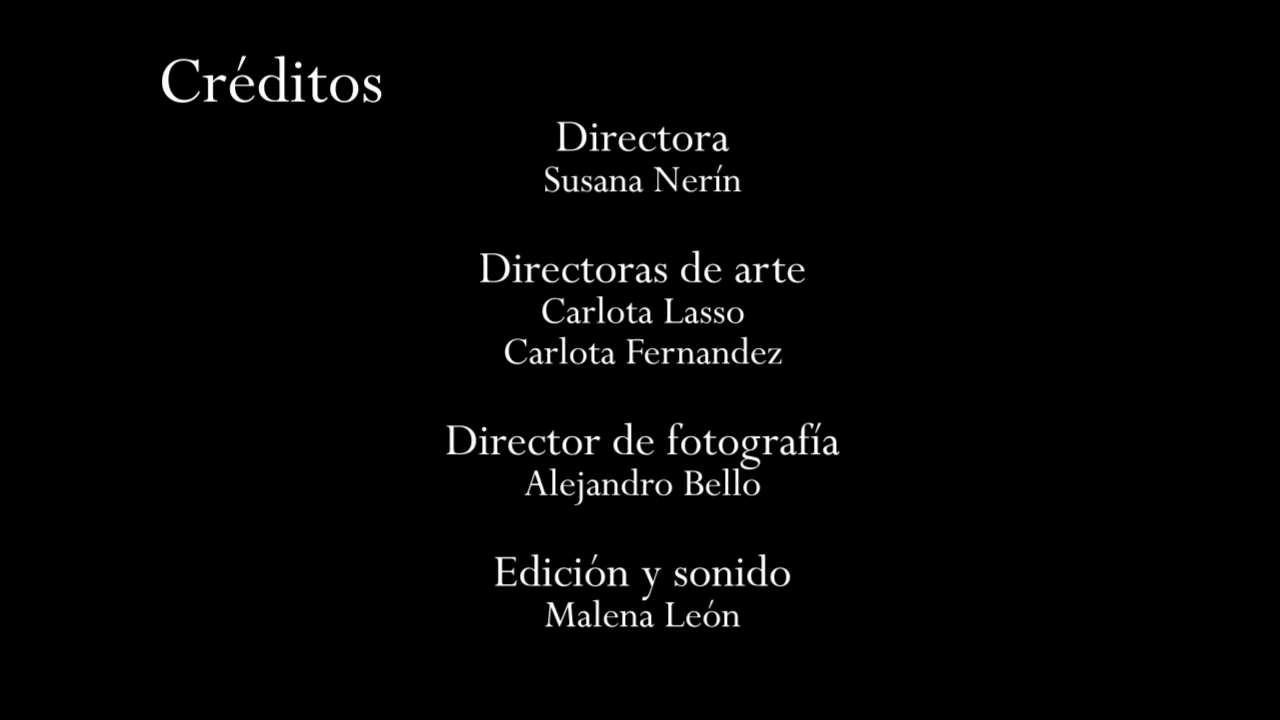 Créditos
Directora
Susana Nerín
Directoras de arte
Carlota Lasso
Carlota Fernandez
Director de fotografía
Alejandro Bello
Edición y sonido
Malena León